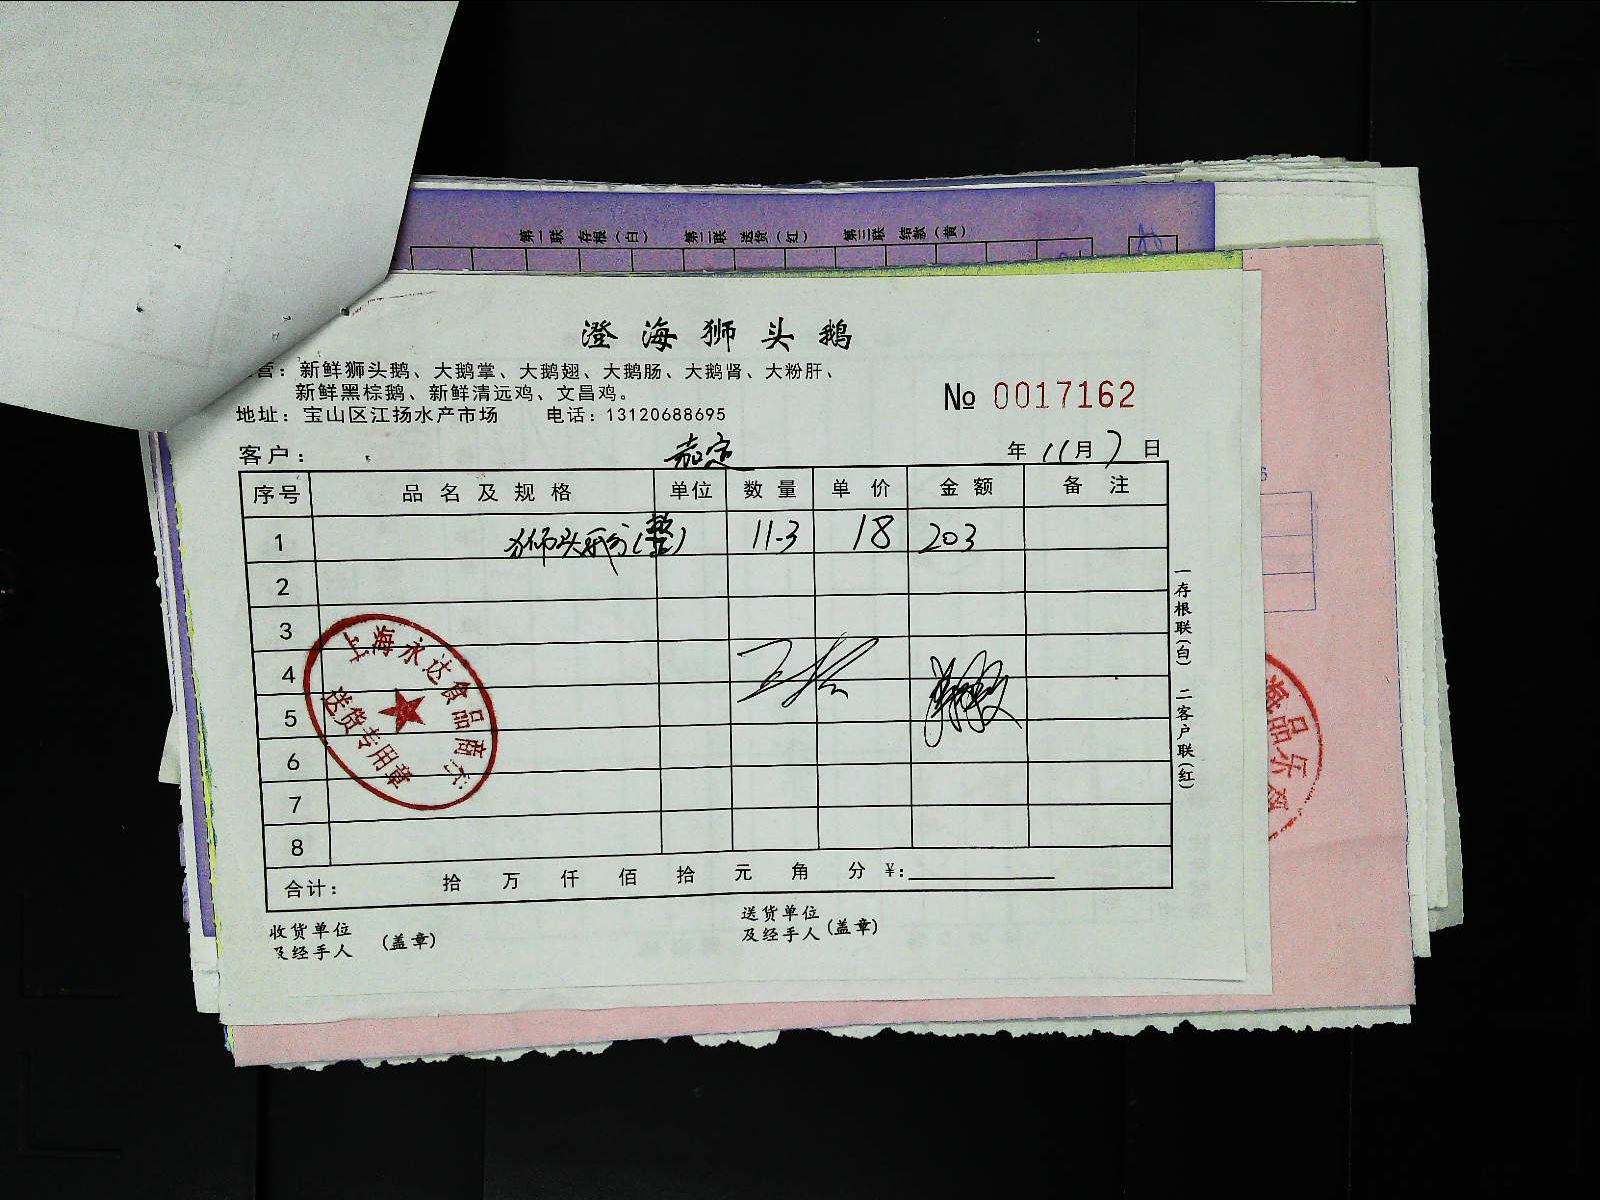 第一联 存根（白） 第二联 送货（红） 第三联 结款（黄）
澄海狮头鹅
营：新鲜狮头鹅、大鹅掌、大鹅翅、大鹅肠、大鹅肾、大粉肝、
新鲜黑棕鹅、新鲜清远鸡、文昌鸡。
№ 0017162
地址：宝山区江扬水产市场 电话：13120688695
客户： 嘉定 年 11月7日
序号 品名及规格 单位 数量 单价 金额 备注
1 狮头鹅(整) 11.3 18 203
2
3
4
5
6
7
8
上海永达食品商行
送货专用章
合计： 拾 万 仟 佰 拾 元 角 分 ¥:
收货单位
及经手人 (盖章)
送货单位
及经手人 (盖章)
一存根联(白) 二客户联(红)